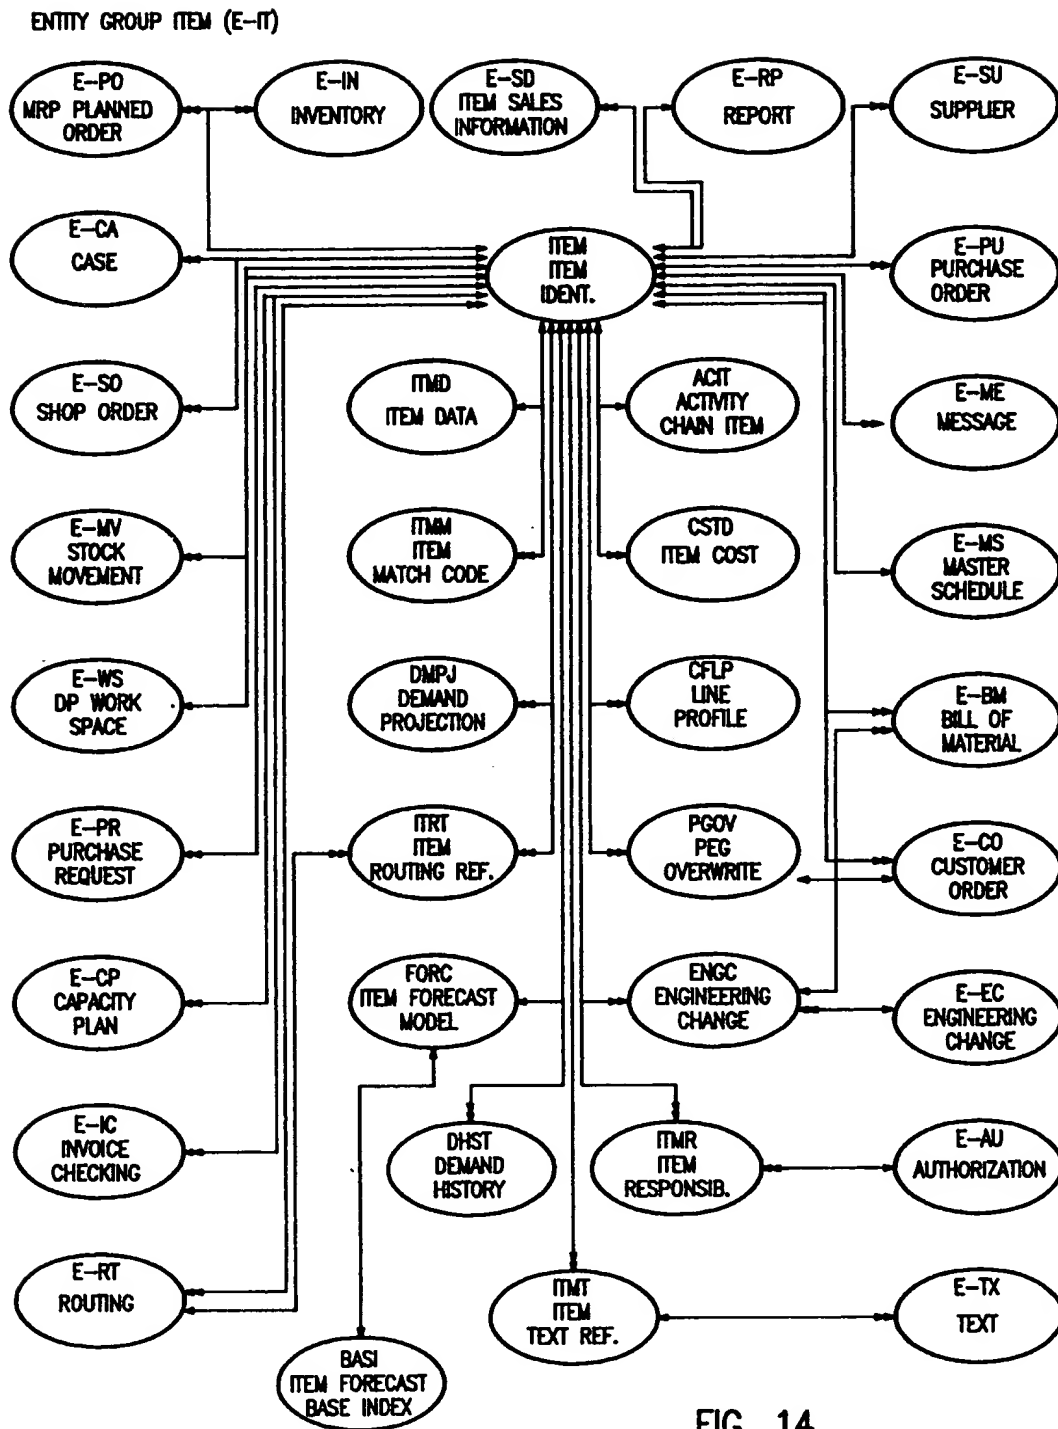 ENTITY GROUP ITEM (E-IT)
E-PO
MRP PLANNED
ORDER
E-IN
INVENTORY
E-SD
ITEM SALES
INFORMATION
E-RP
REPORT
E-SU
SUPPLIER
E-CA
CASE
ITEM
ITEM
IDENT.
E-PU
PURCHASE
ORDER
E-SO
SHOP ORDER
ITMD
ITEM DATA
ACIT
ACTIVITY
CHAIN ITEM
E-ME
MESSAGE
E-MV
STOCK
MOVEMENT
ITMM
ITEM
MATCH CODE
CSTD
ITEM COST
E-MS
MASTER
SCHEDULE
E-WS
DP WORK
SPACE
DMPJ
DEMAND
PROJECTION
CFLP
LINE
PROFILE
E-BM
BILL OF
MATERIAL
E-PR
PURCHASE
REQUEST
ITRT
ITEM
ROUTING REF.
PGOV
PEG
OVERWRITE
E-CO
CUSTOMER
ORDER
E-CP
CAPACITY
PLAN
FORC
ITEM FORECAST
MODEL
ENGC
ENGINEERING
CHANGE
E-EC
ENGINEERING
CHANGE
E-IC
INVOICE
CHECKING
DHST
DEMAND
HISTORY
ITMR
ITEM
RESPONSIB.
E-AU
AUTHORIZATION
E-RT
ROUTING
ITMT
ITEM
TEXT REF.
E-TX
TEXT
BASI
ITEM FORECAST
BASE INDEX
FIG. 14